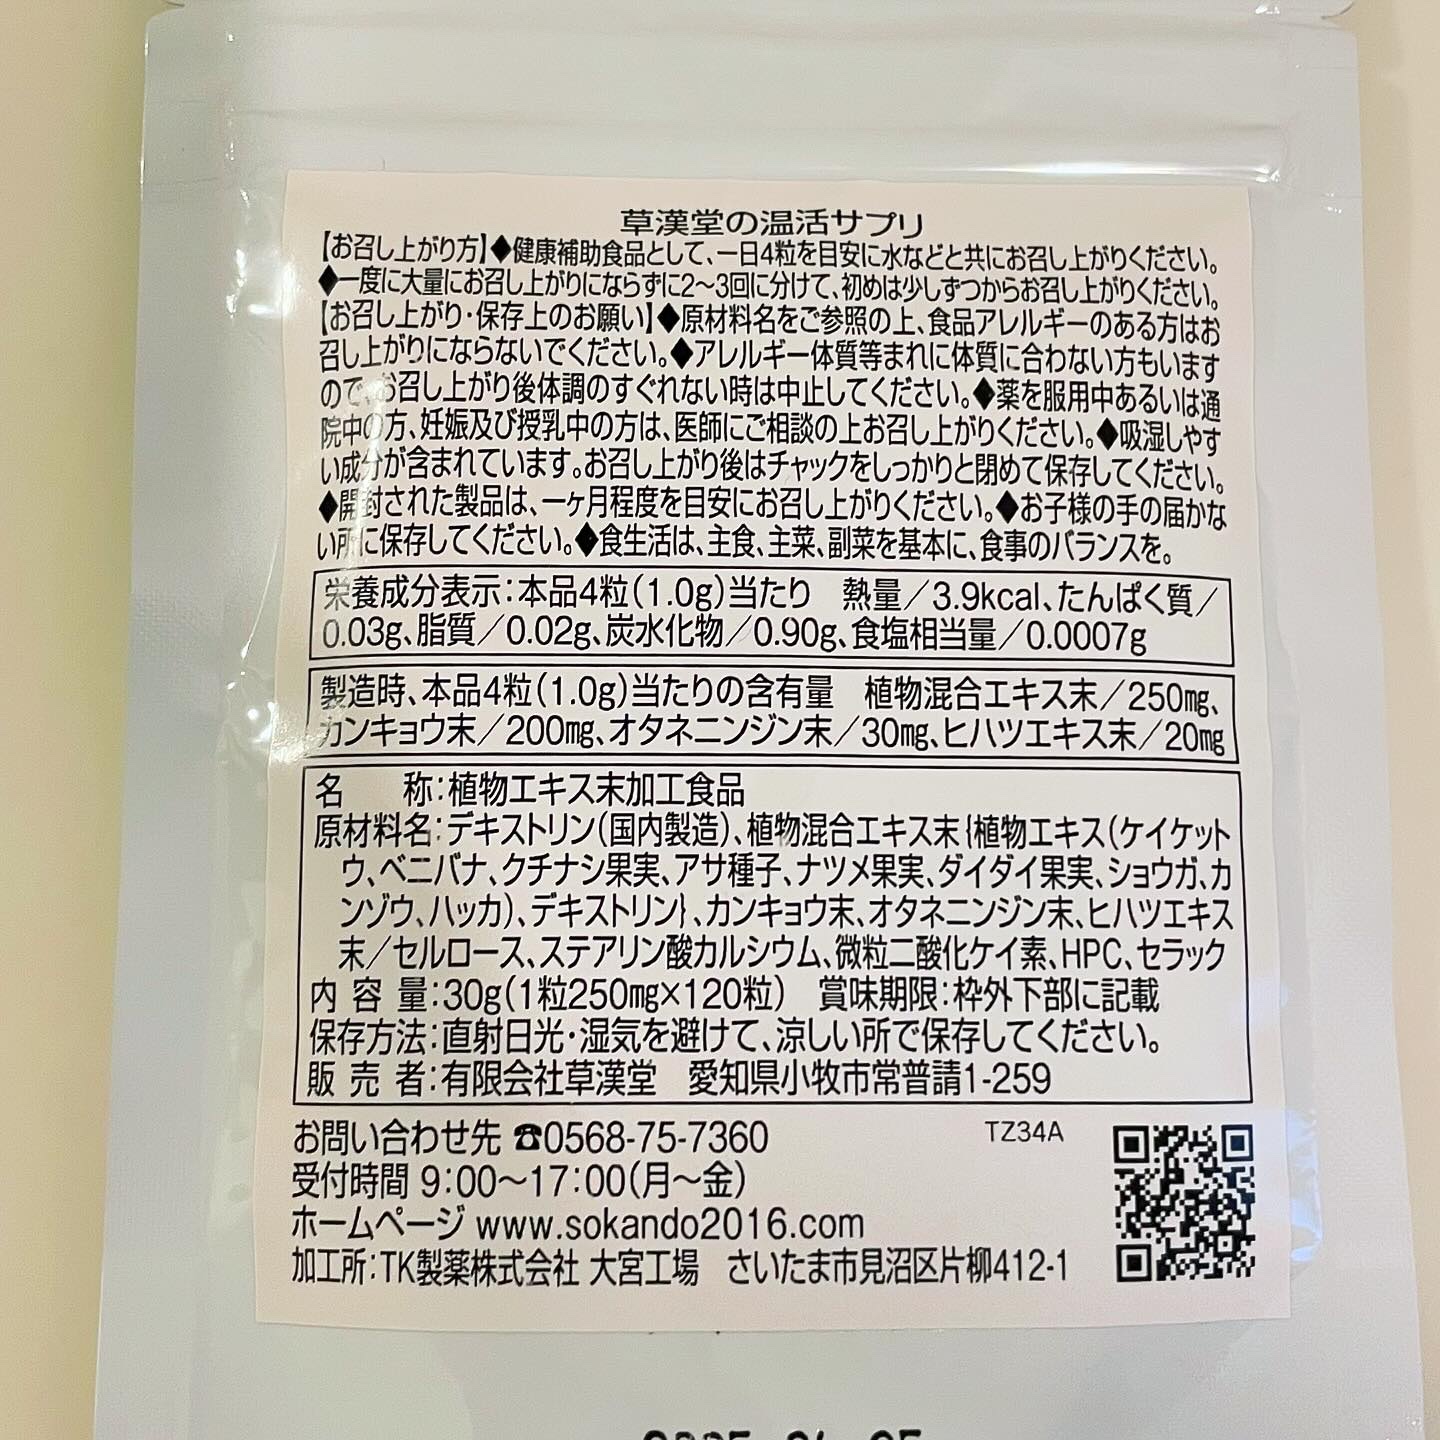 草漢堂の温活サプリ
【お召し上がり方】◆健康補助食品として、一日4粒を目安に水などと共にお召し上がりください。
◆一度に大量にお召し上がりにならずに2〜3回に分けて、初めは少しずつからお召し上がりください。
【お召し上がり・保存上のお願い】◆原材料名をご参照の上、食品アレルギーのある方はお
召し上がりにならないでください。◆アレルギー体質等まれに体質に合わない方もいます
ので、お召し上がり後体調のすぐれない時は中止してください。◆薬を服用中あるいは通
院中の方、妊娠及び授乳中の方は、医師にご相談の上お召し上がりください。◆吸湿しやす
い成分が含まれています。お召し上がり後はチャックをしっかりと閉めて保存してください。
◆開封された製品は、一ヶ月程度を目安にお召し上がりください。◆お子様の手の届かな
い所に保存してください。◆食生活は、主食、主菜、副菜を基本に、食事のバランスを。
栄養成分表示：本品4粒(1.0g)当たり　熱量／3.9kcal、たんぱく質／
0.03g、脂質／0.02g、炭水化物／0.90g、食塩相当量／0.0007g
製造時、本品4粒(1.0g)当たりの含有量　植物混合エキス末／250㎎、
カンキョウ末／200㎎、オタネニンジン末／30㎎、ヒハツエキス末／20㎎
名　　称：植物エキス末加工食品
原材料名：デキストリン(国内製造)、植物混合エキス末{植物エキス(ケイケット
ウ、ベニバナ、クチナシ果実、アサ種子、ナツメ果実、ダイダイ果実、ショウガ、カ
ンゾウ、ハッカ)、デキストリン}、カンキョウ末、オタネニンジン末、ヒハツエキス
末／セルロース、ステアリン酸カルシウム、微粒二酸化ケイ素、HPC、セラック
内 容 量：30g(1粒250㎎×120粒)　賞味期限：枠外下部に記載
保存方法：直射日光・湿気を避けて、涼しい所で保存してください。
販 売 者：有限会社草漢堂　愛知県小牧市常普請1-259
お問い合わせ先 ☎0568-75-7360　TZ34A
受付時間 9:00〜17:00(月〜金)
ホームページ www.sokando2016.com
加工所：TK製薬株式会社 大宮工場　さいたま市見沼区片柳412-1